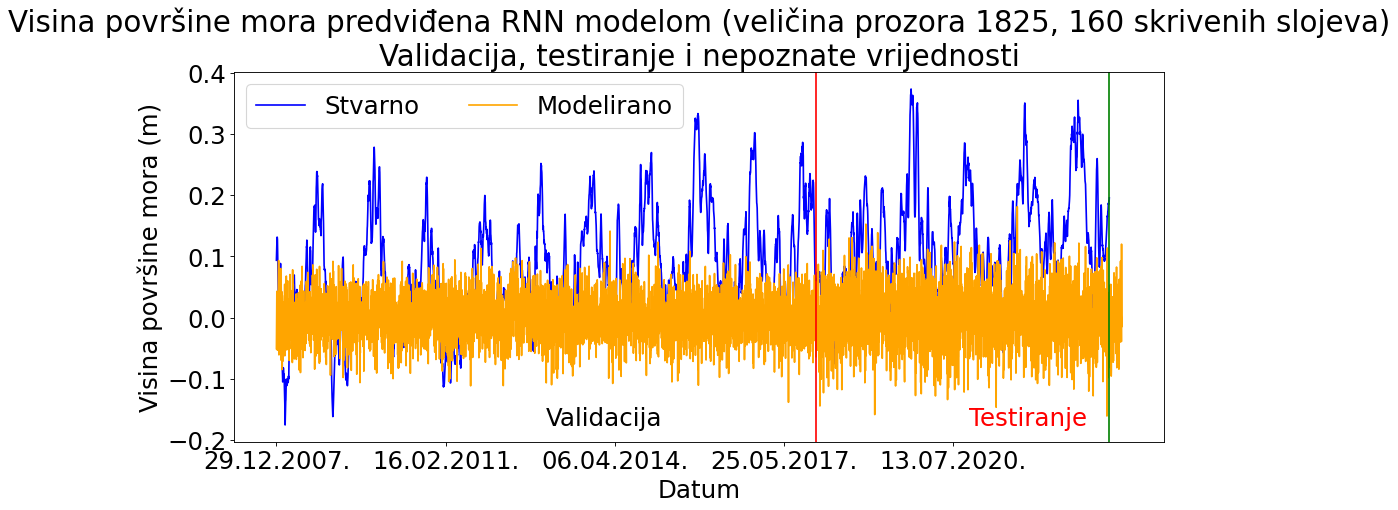 Visina površine mora predviđena RNN modelom (veličina prozora 1825, 160 skrivenih slojeva)
Validacija, testiranje i nepoznate vrijednosti
Stvarno
Modelirano
Visina površine mora (m)
0.4
0.3
0.2
0.1
0.0
−0.1
−0.2
Validacija
Testiranje
29.12.2007.
16.02.2011.
06.04.2014.
25.05.2017.
13.07.2020.
Datum